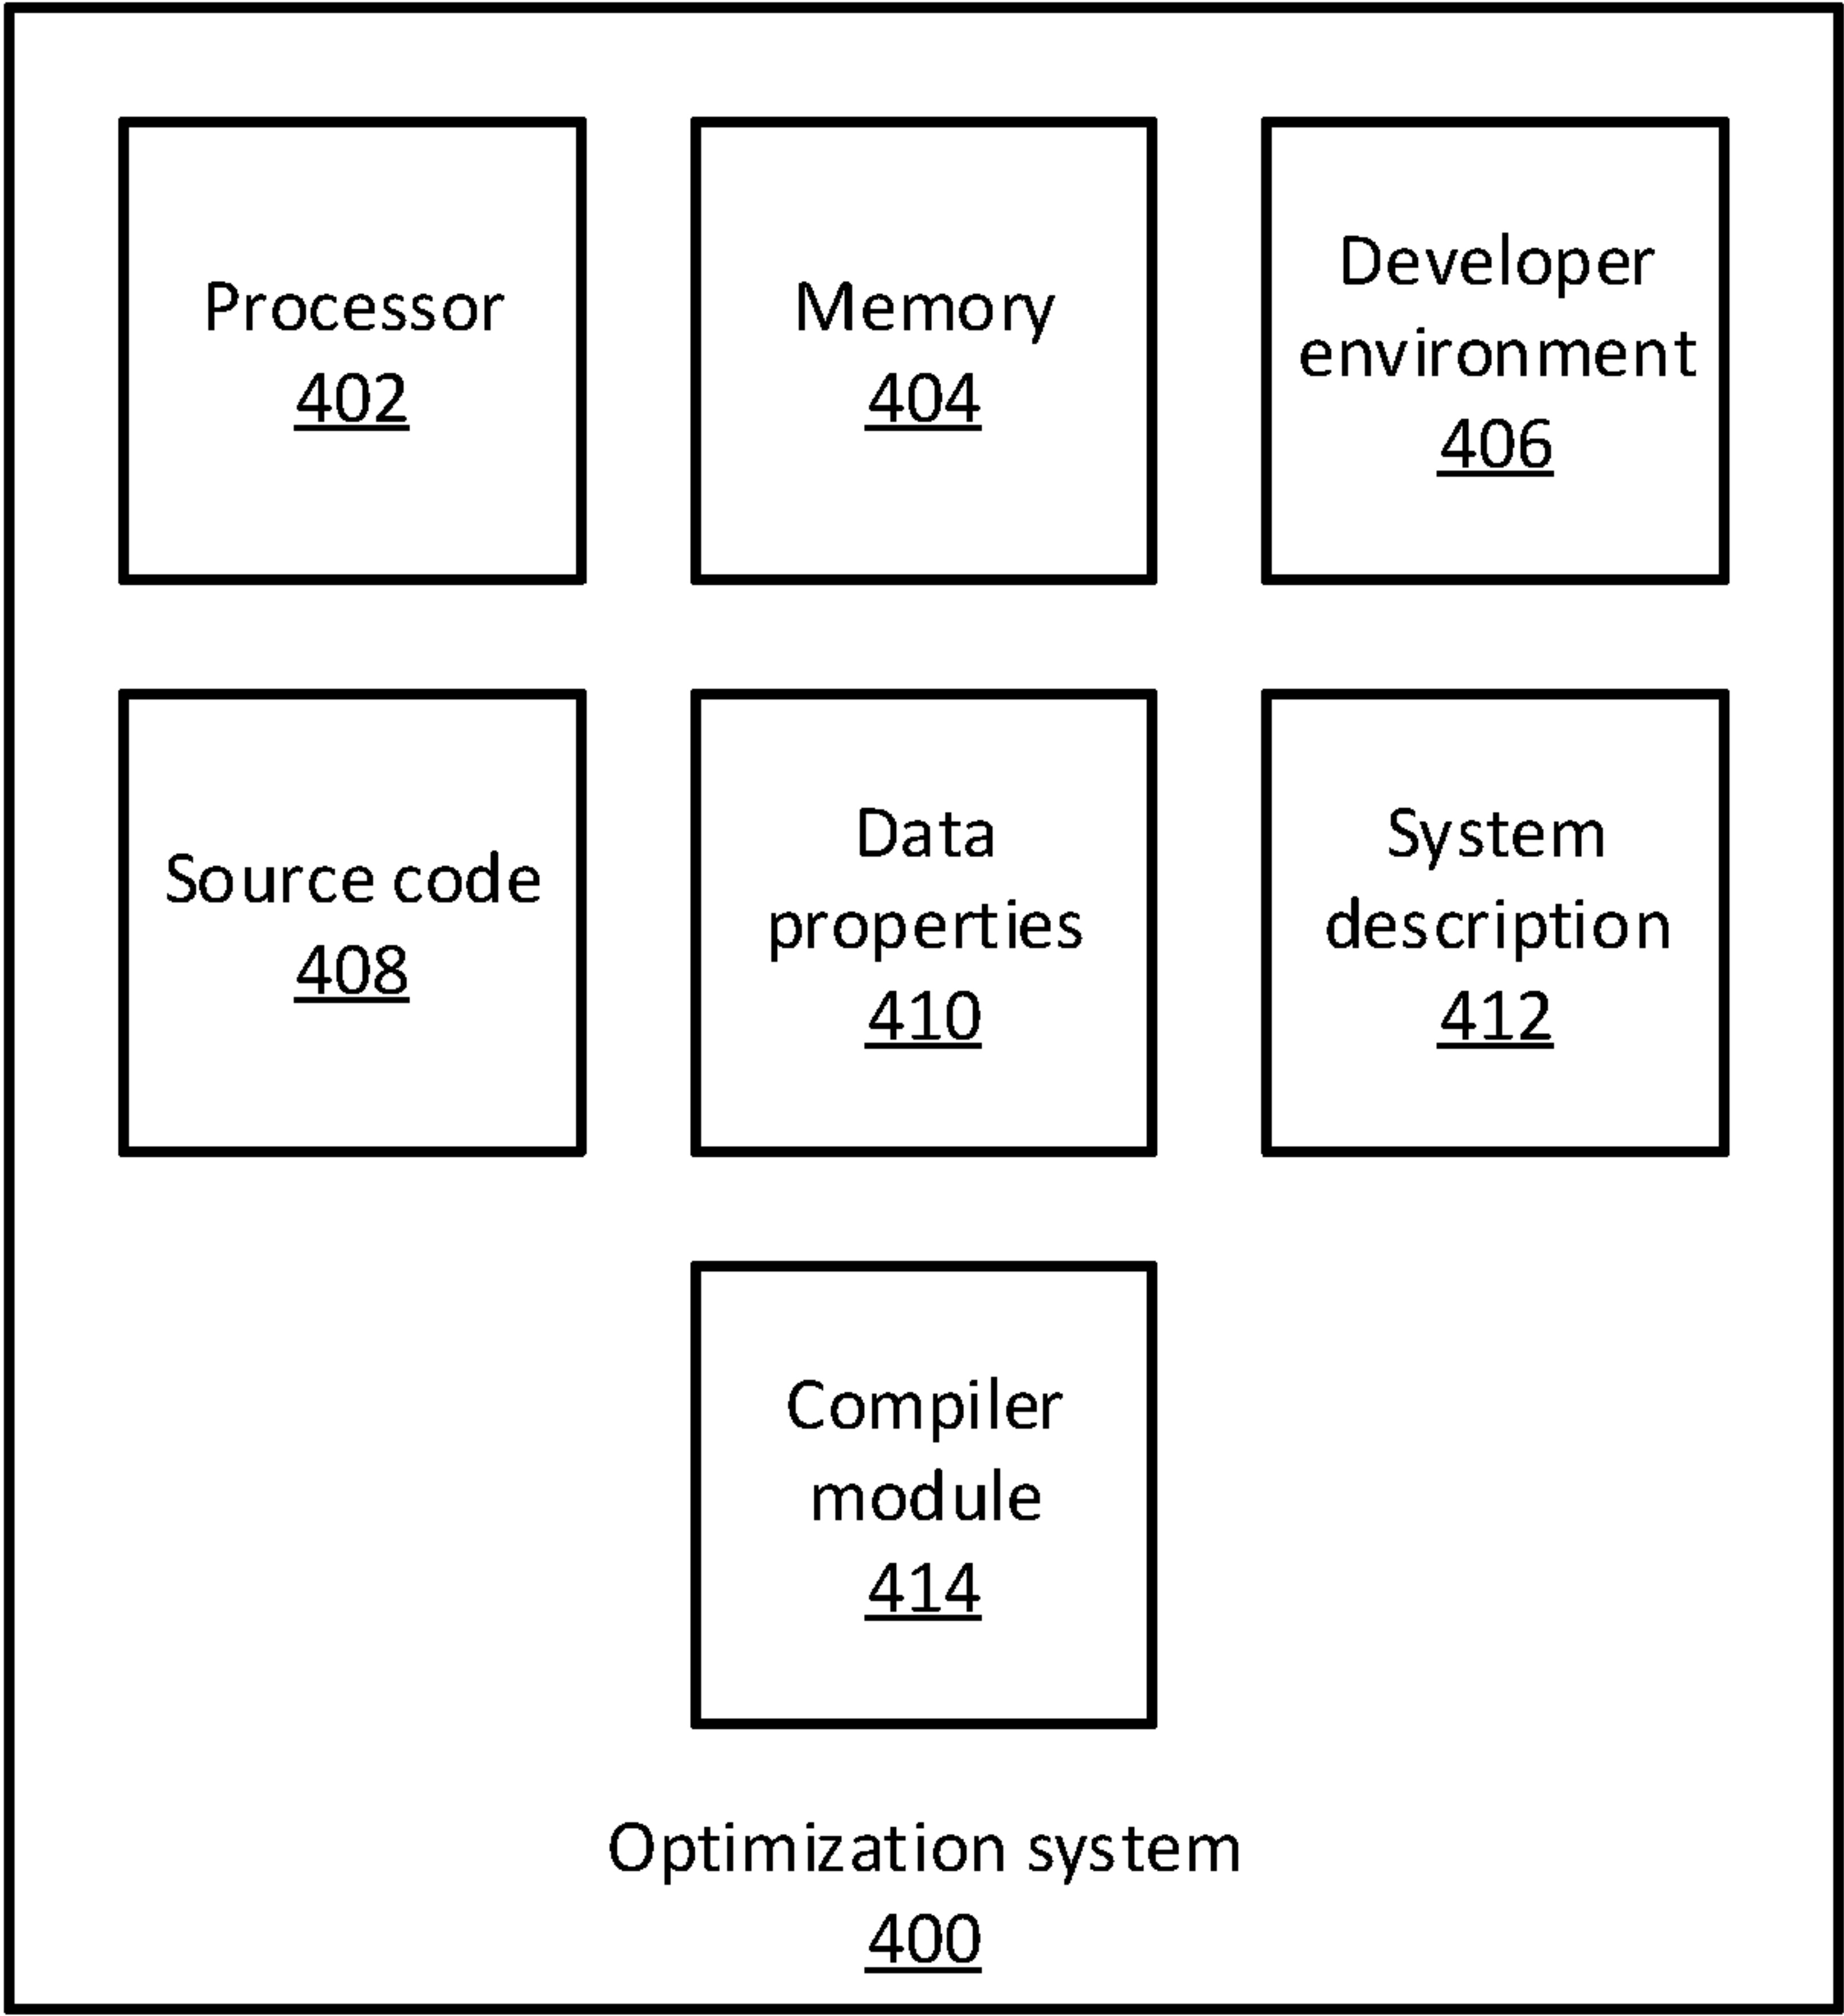 Processor
402
Memory
404
Developer
environment
406
Source code
408
Data
properties
410
System
description
412
Compiler
module
414
Optimization system
400